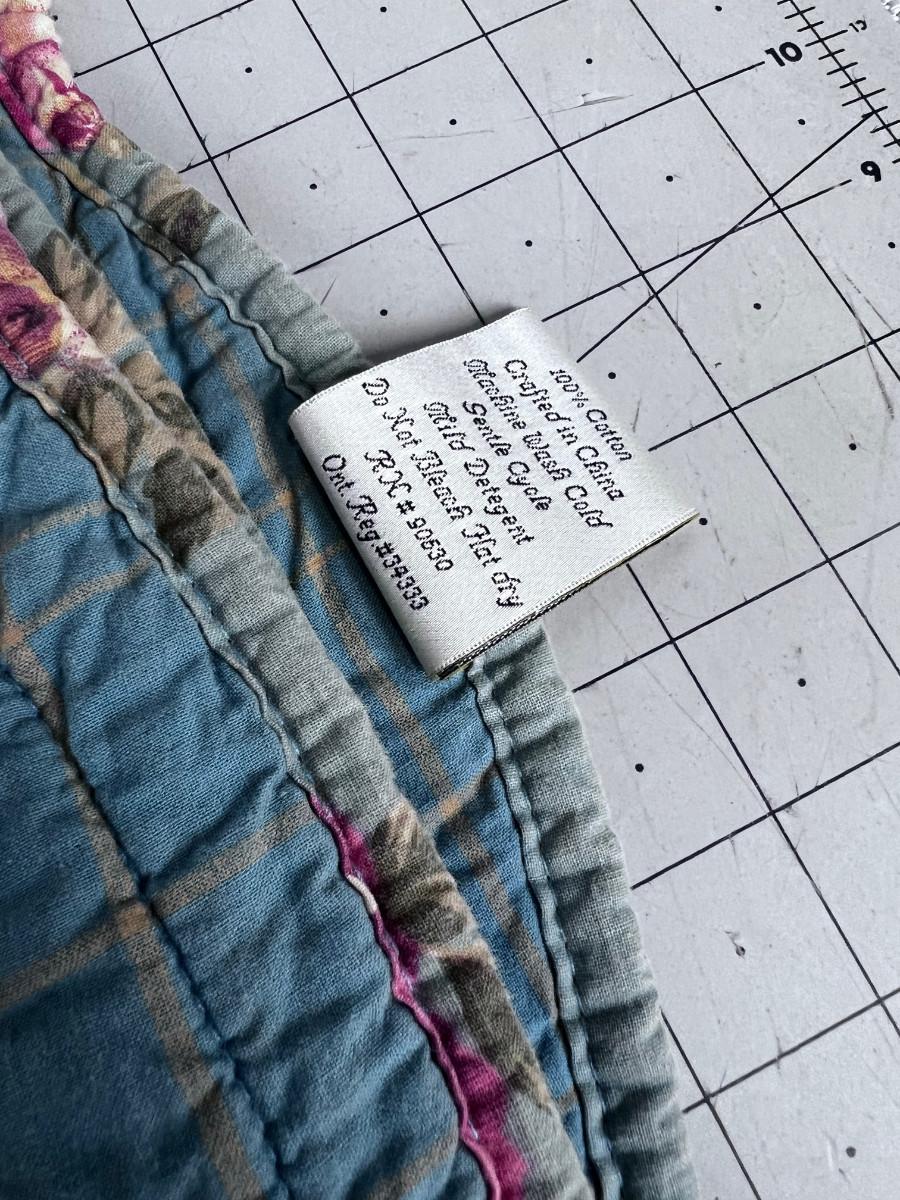 100% Cotton
Crafted in China
Machine Wash Cold
Gentle Cycle
Mild Detegent
Do Not Bleach Flat dry
RN # 90630
Ont. Reg.#34333
10
9